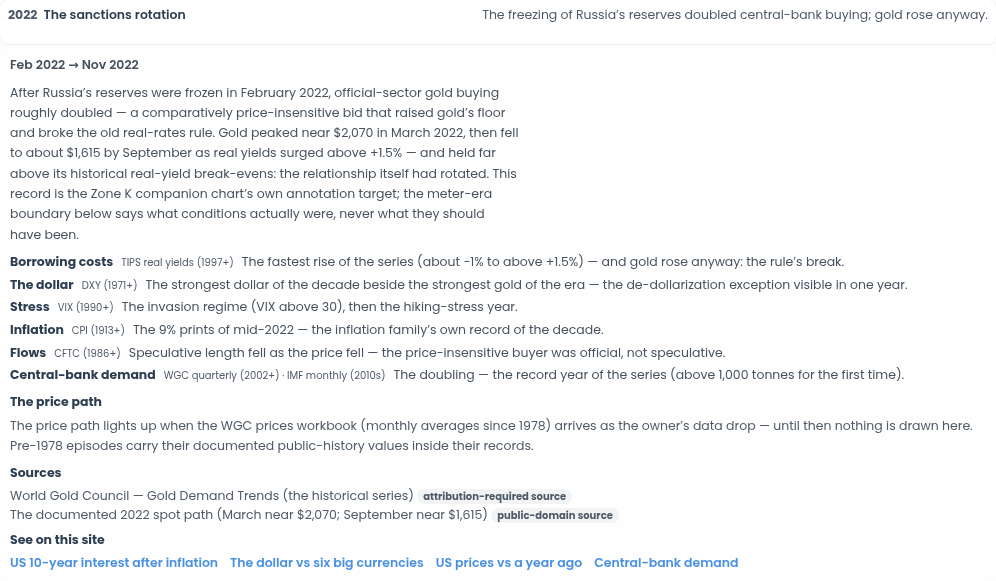 2022 The sanctions rotation
The freezing of Russia's reserves doubled central-bank buying; gold rose anyway.
Feb 2022 → Nov 2022
After Russia's reserves were frozen in February 2022, official-sector gold buying
roughly doubled — a comparatively price-insensitive bid that raised gold's floor
and broke the old real-rates rule. Gold peaked near $2,070 in March 2022, then fell
to about $1,615 by September as real yields surged above +1.5% — and held far
above its historical real-yield break-evens: the relationship itself had rotated. This
record is the Zone K companion chart's own annotation target; the meter-era
boundary below says what conditions actually were, never what they should
have been.
Borrowing costs TIPS real yields (1997+) The fastest rise of the series (about -1% to above +1.5%) — and gold rose anyway: the rule's break.
The dollar DXY (1971+) The strongest dollar of the decade beside the strongest gold of the era — the de-dollarization exception visible in one year.
Stress VIX (1990+) The invasion regime (VIX above 30), then the hiking-stress year.
Inflation CPI (1913+) The 9% prints of mid-2022 — the inflation family's own record of the decade.
Flows CFTC (1986+) Speculative length fell as the price fell — the price-insensitive buyer was official, not speculative.
Central-bank demand WGC quarterly (2002+) · IMF monthly (2010s) The doubling — the record year of the series (above 1,000 tonnes for the first time).
The price path
The price path lights up when the WGC prices workbook (monthly averages since 1978) arrives as the owner's data drop — until then nothing is drawn here.
Pre-1978 episodes carry their documented public-history values inside their records.
Sources
World Gold Council — Gold Demand Trends (the historical series) attribution-required source
The documented 2022 spot path (March near $2,070; September near $1,615) public-domain source
See on this site
US 10-year interest after inflation The dollar vs six big currencies US prices vs a year ago Central-bank demand